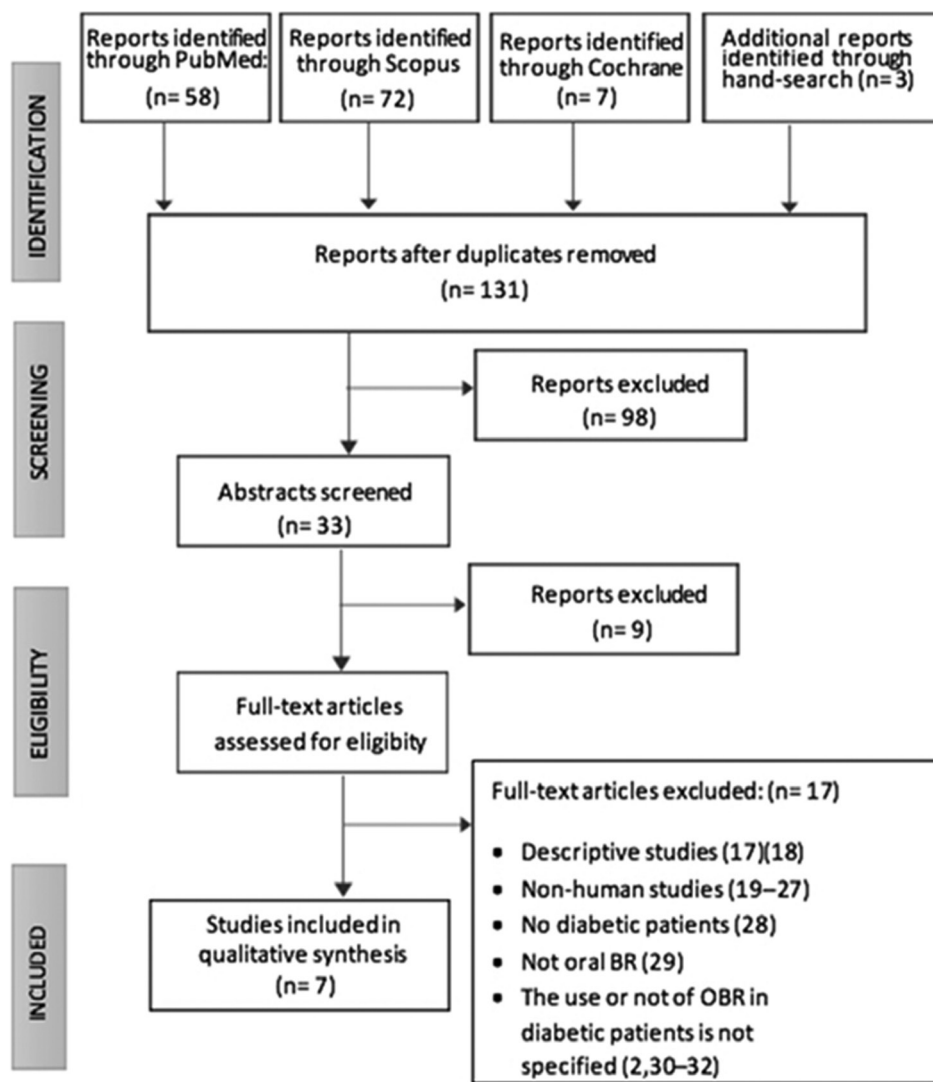 IDENTIFICATION
Reports identified
through PubMed:
(n= 58)
Reports identified
through Scopus
(n= 72)
Reports identified
through Cochrane
(n= 7)
Additional reports
identified through
hand-search (n= 3)
Reports after duplicates removed
(n= 131)
SCREENING
Reports excluded
(n= 98)
Abstracts screened
(n= 33)
ELIGIBILITY
Reports excluded
(n= 9)
Full-text articles
assessed for eligibity
INCLUDED
Full-text articles excluded: (n= 17)
▪ Descriptive studies (17)(18)
▪ Non-human studies (19–27)
▪ No diabetic patients (28)
▪ Not oral BR (29)
▪ The use or not of OBR in
diabetic patients is not
specified (2,30–32)
Studies included in
qualitative synthesis
(n= 7)